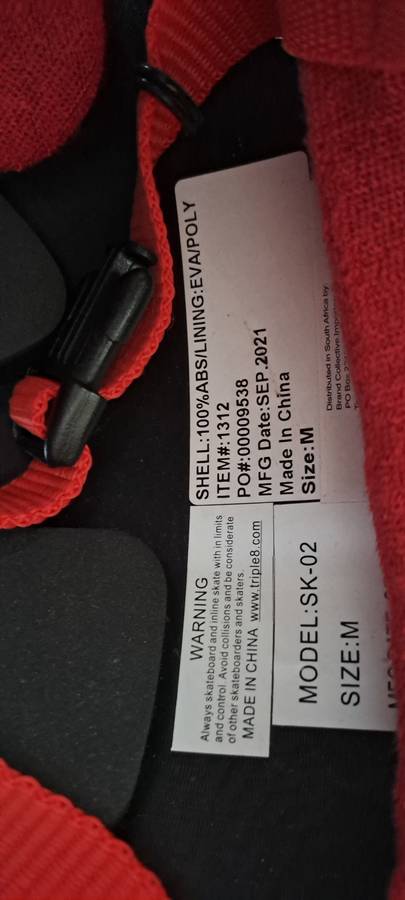 SHELL:100%ABS/LINING:EVA/POLY
ITEM#:1312
PO#:00009538
MFG Date:SEP.2021
Made In China
Size:M
Distributed in South Africa by:
Brand Collective
PO Box
WARNING
Always skateboard and inline skate with in limits
and control. Avoid collisions and be considerate
of other skateboarders and skaters.
MADE IN CHINA www.triple8.com
MODEL:SK-02
SIZE:M